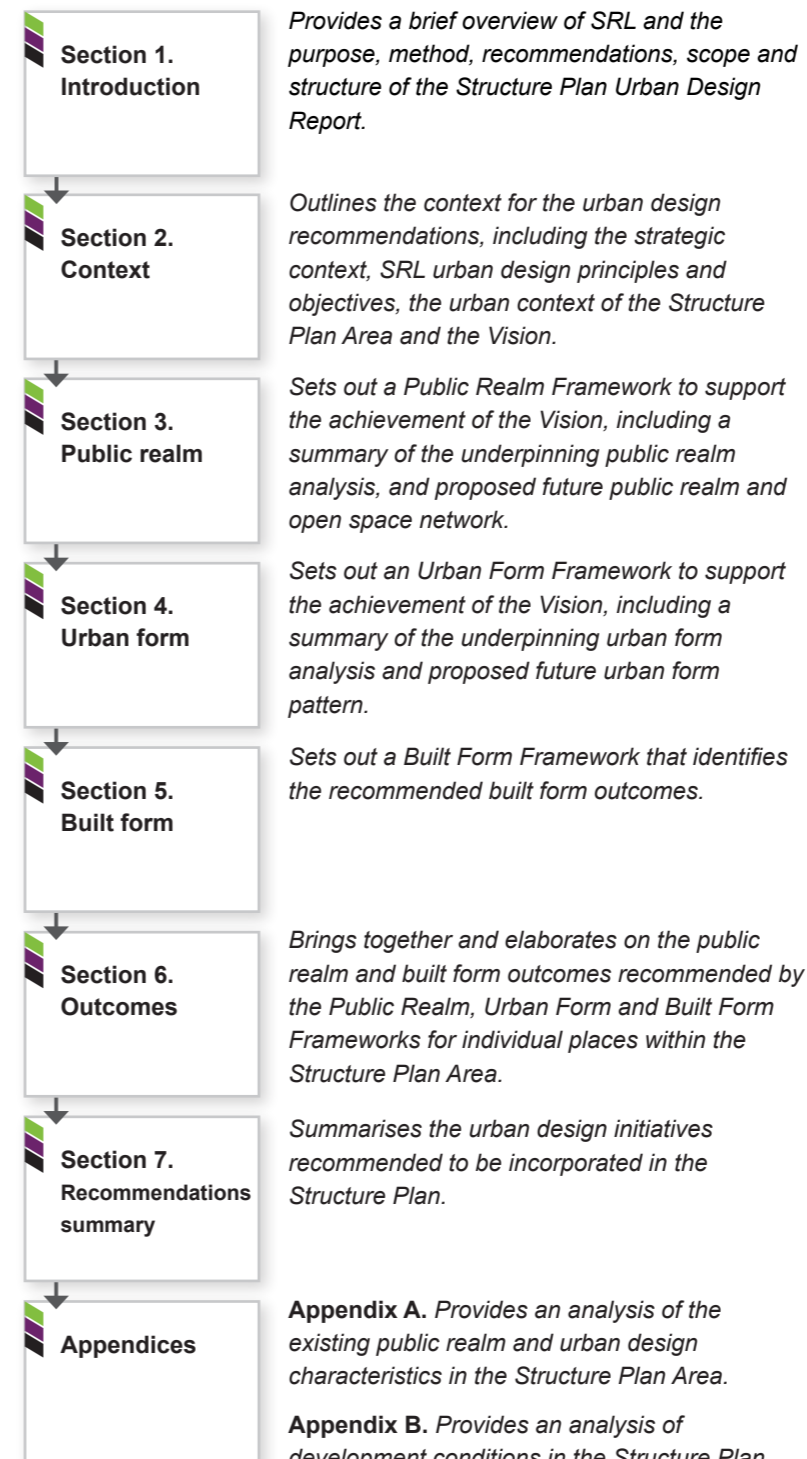 Section 1.
Introduction
Provides a brief overview of SRL and the
purpose, method, recommendations, scope and
structure of the Structure Plan Urban Design
Report.
Section 2.
Context
Outlines the context for the urban design
recommendations, including the strategic
context, SRL urban design principles and
objectives, the urban context of the Structure
Plan Area and the Vision.
Section 3.
Public realm
Sets out a Public Realm Framework to support
the achievement of the Vision, including a
summary of the underpinning public realm
analysis, and proposed future public realm and
open space network.
Section 4.
Urban form
Sets out an Urban Form Framework to support
the achievement of the Vision, including a
summary of the underpinning urban form
analysis and proposed future urban form
pattern.
Section 5.
Built form
Sets out a Built Form Framework that identifies
the recommended built form outcomes.
Section 6.
Outcomes
Brings together and elaborates on the public
realm and built form outcomes recommended by
the Public Realm, Urban Form and Built Form
Frameworks for individual places within the
Structure Plan Area.
Section 7.
Recommendations
summary
Summarises the urban design initiatives
recommended to be incorporated in the
Structure Plan.
Appendices
Appendix A. Provides an analysis of the
existing public realm and urban design
characteristics in the Structure Plan Area.
Appendix B. Provides an analysis of
development conditions in the Structure Plan